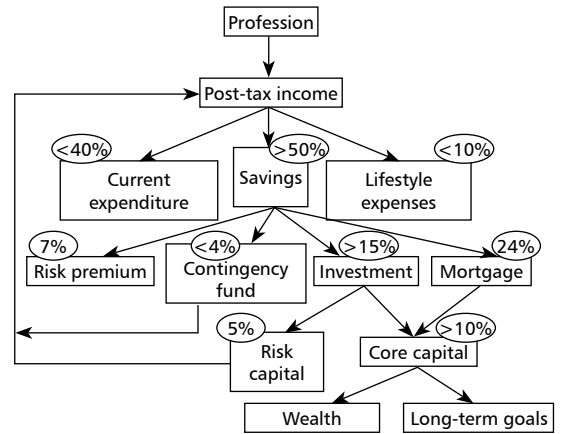 Profession
Post-tax income
<40%
>50%
<10%
Current
expenditure
Savings
Lifestyle
expenses
7%
<4%
>15%
24%
Risk premium
Contingency
fund
Investment
Mortgage
5%
>10%
Risk
capital
Core capital
Wealth
Long-term goals